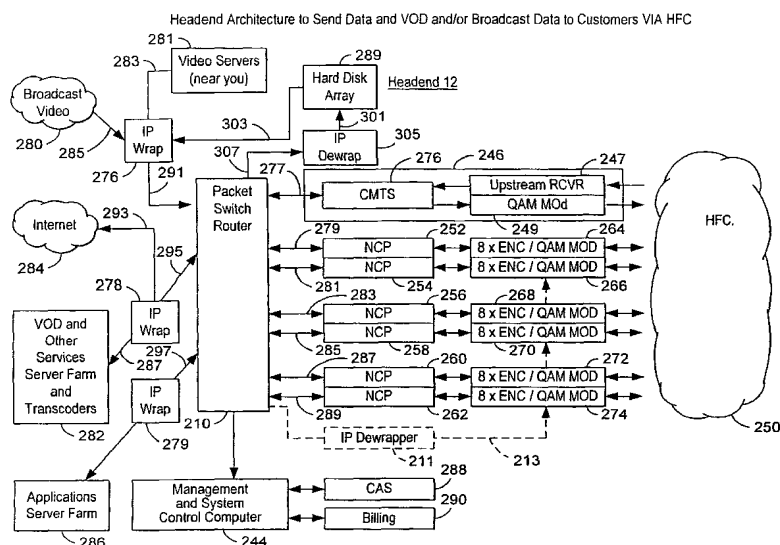 Headend Architecture to Send Data and VOD and/or Broadcast Data to Customers VIA HFC
281
283
Video Servers
(near you)
289
Hard Disk
Array
Headend 12
Broadcast
Video
280
285
IP
Wrap
276
291
303
301
305
IP
Dewrap
307
277
276
246
247
CMTS
Upstream RCVR
QAM MOd
249
HFC.
250
Packet
Switch
Router
210
293
Internet
284
295
278
IP
Wrap
287
297
VOD and
Other
Services
Server Farm
and
Transcoders
282
IP
Wrap
279
279
252
264
NCP
8 x ENC / QAM MOD
NCP
8 x ENC / QAM MOD
281
254
266
283
256
268
NCP
8 x ENC / QAM MOD
NCP
8 x ENC / QAM MOD
285
258
270
287
260
272
NCP
8 x ENC / QAM MOD
NCP
8 x ENC / QAM MOD
289
262
274
IP Dewrapper
211
213
Applications
Server Farm
286
Management
and System
Control Computer
244
CAS
288
Billing
290